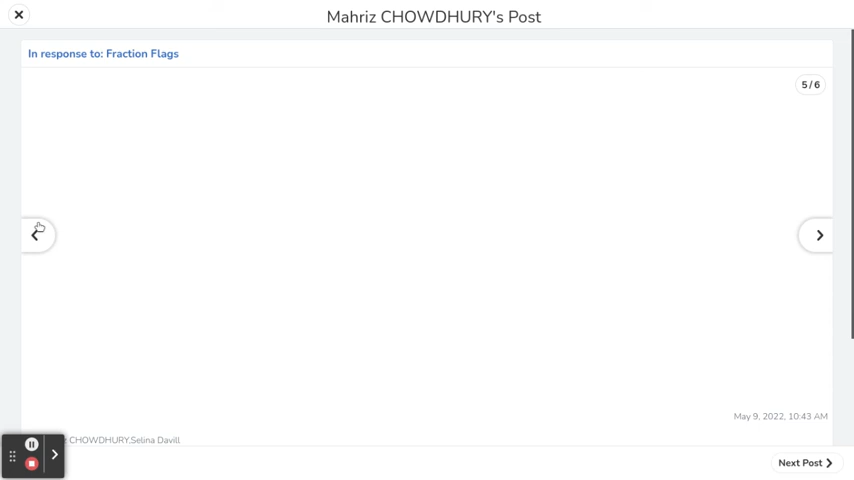 Mahriz CHOWDHURY's Post
In response to: Fraction Flags
5 / 6
May 9, 2022, 10:43 AM
CHOWDHURY,Selina Davill
Next Post